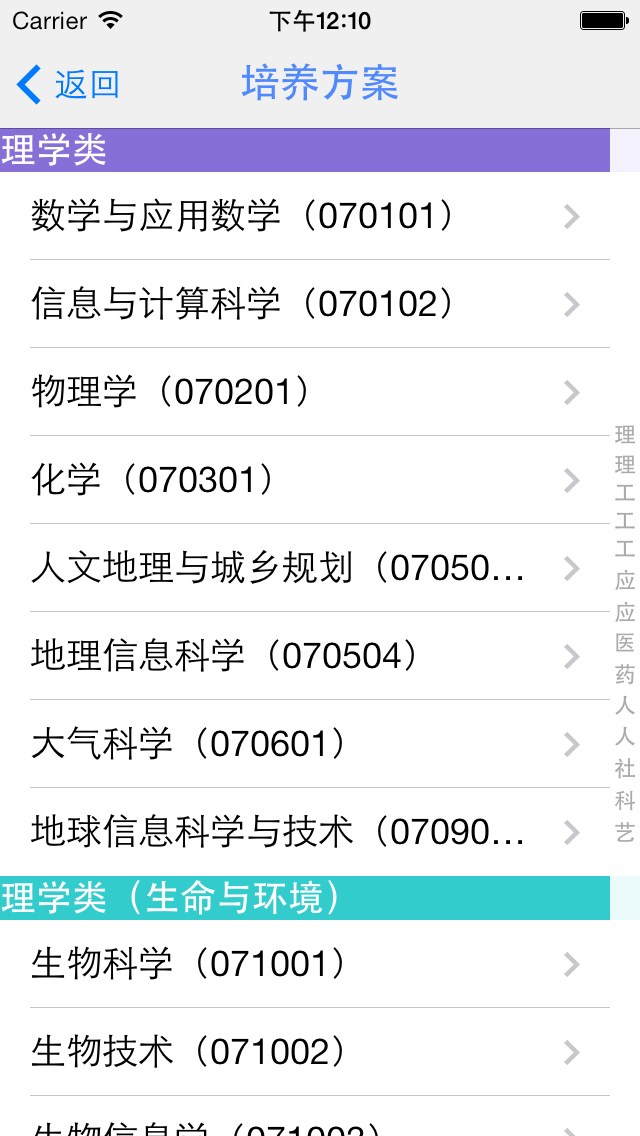 Carrier 下午12:10
返回 培养方案
理学类
数学与应用数学（070101）
信息与计算科学（070102）
物理学（070201）
化学（070301）
人文地理与城乡规划（07050...
地理信息科学（070504）
大气科学（070601）
地球信息科学与技术（07090...
理学类（生命与环境）
生物科学（071001）
生物技术（071002）
生物信息学（071003）
理
理
工
工
工
应
应
医
药
人
人
社
科
艺